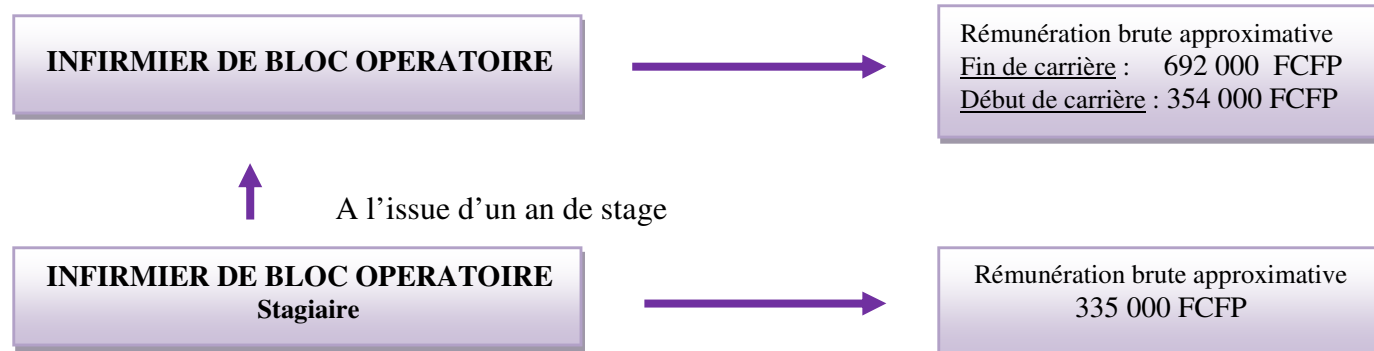 INFIRMIER DE BLOC OPERATOIRE
Rémunération brute approximative
Fin de carrière : 692 000 FCFP
Début de carrière : 354 000 FCFP
A l’issue d’un an de stage
INFIRMIER DE BLOC OPERATOIRE
Stagiaire
Rémunération brute approximative
335 000 FCFP